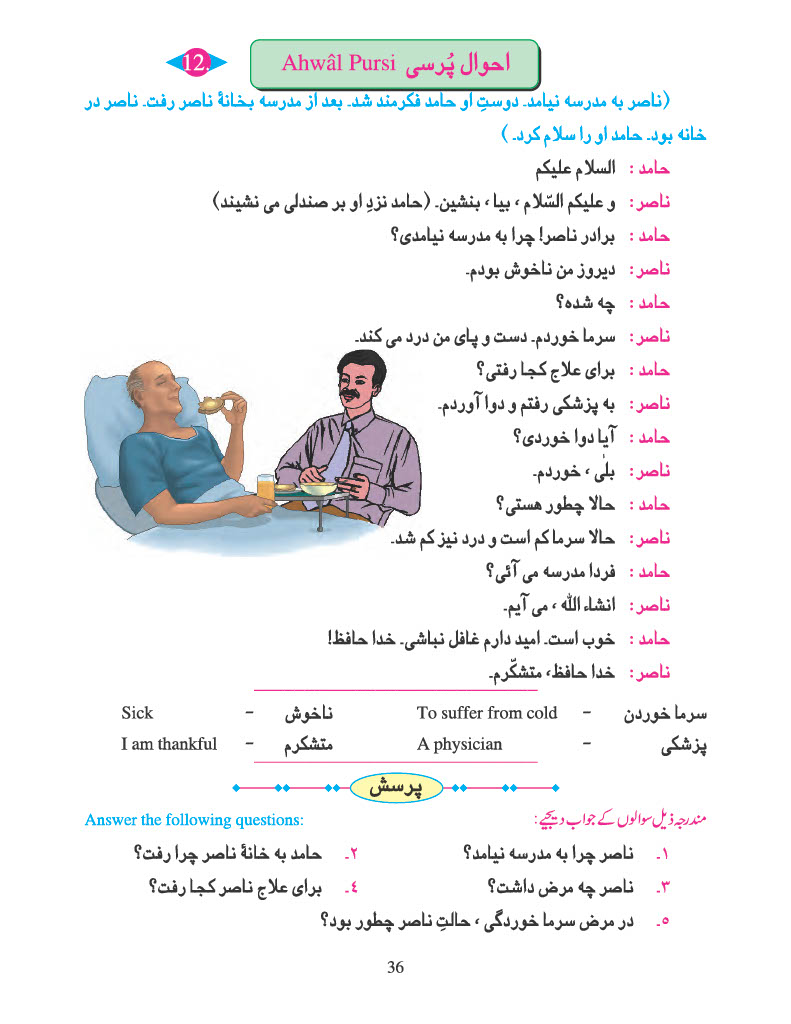 12. احوال پُرسی Ahwâl Pursi
(ناصر به مدرسه نیامد۔ دوستِ او حامد فکرمند شد۔ بعد از مدرسه بخانۀ ناصر رفت۔ ناصر در
خانه بود۔ حامد او را سلام کرد۔ )
حامد : السلام علیکم
ناصر : و علیکم السّلام ، بیا ، بنشین۔ (حامد نزدِ او بر صندلی می نشیند)
حامد : برادر ناصر! چرا به مدرسه نیامدی؟
ناصر : دیروز من ناخوش بودم۔
حامد : چه شده؟
ناصر : سرما خوردم۔ دست و پای من درد می کند۔
حامد : برای علاج کجا رفتی؟
ناصر : به پزشکی رفتم و دوا آوردم۔
حامد : آیا دوا خوردی؟
ناصر : بلیٰ ، خوردم۔
حامد : حالا چطور هستی؟
ناصر : حالا سرما کم است و درد نیز کم شد۔
حامد : فردا مدرسه می آئی؟
ناصر : انشاء اللّٰه ، می آیم۔
حامد : خوب است۔ امید دارم غافل نباشی۔ خدا حافظ!
ناصر : خدا حافظ، متشکّرم۔
سرما خوردن - To suffer from cold ناخوش - Sick
پزشکی - A physician متشکرم - I am thankful
پرسش
مندرجہ ذیل سوالوں کے جواب دیجیے : Answer the following questions:
۱۔ ناصر چرا به مدرسه نیامد؟ ۲۔ حامد به خانۀ ناصر چرا رفت؟
۳۔ ناصر چه مرض داشت؟ ٤۔ برای علاج ناصر کجا رفت؟
٥۔ در مرض سرما خوردگی ، حالتِ ناصر چطور بود؟
36